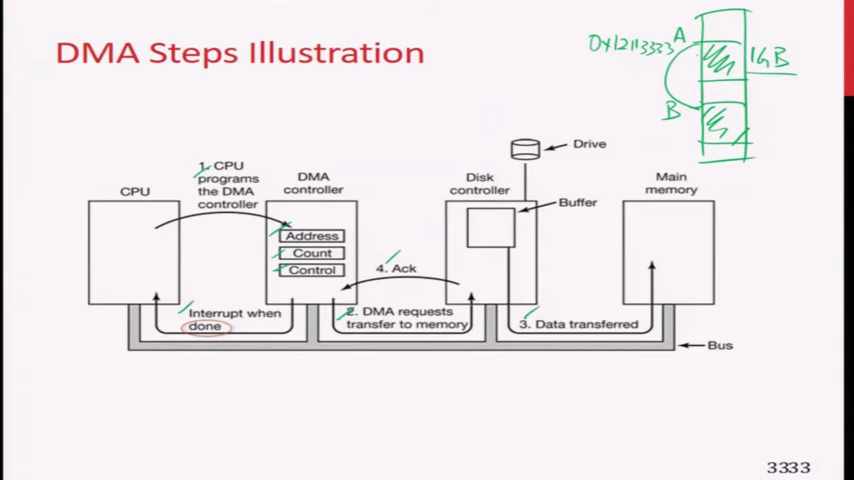 DMA Steps Illustration
A
0x12113333
1GB
B
Drive
1. CPU
programs
the DMA
controller
DMA
controller
Disk
controller
Main
memory
CPU
Buffer
Address
Count
Control
4. Ack
Interrupt when
done
2. DMA requests
transfer to memory
3. Data transferred
Bus
3333